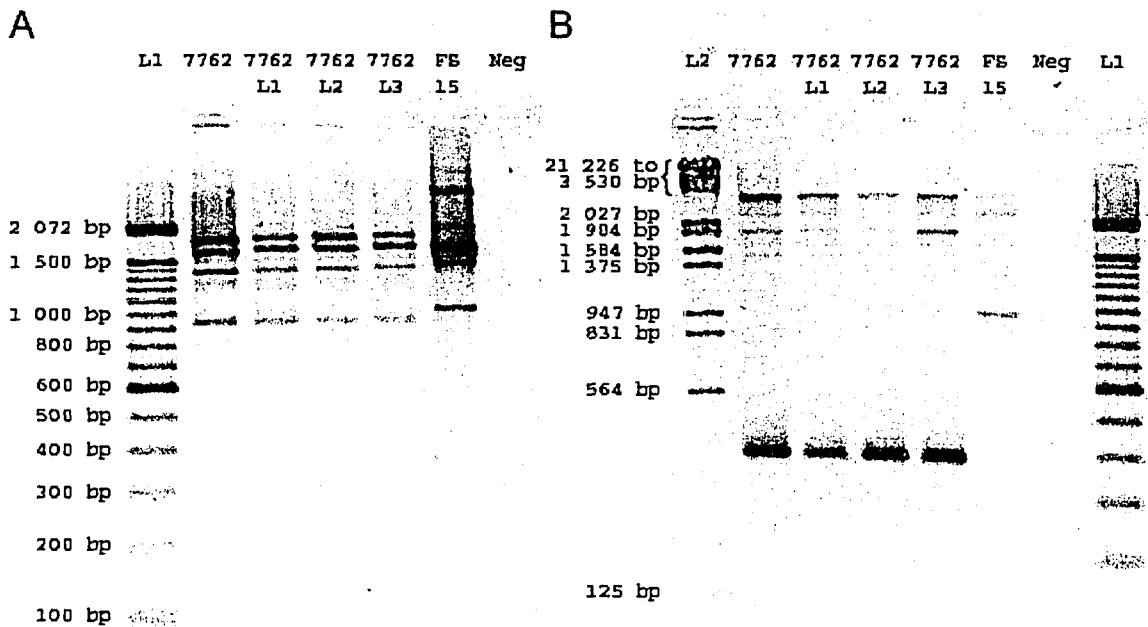 A
L1 7762 7762 7762 7762 FS Neg
L1 L2 L3 15
2 072 bp
1 500 bp
1 000 bp
800 bp
600 bp
500 bp
400 bp
300 bp
200 bp
100 bp
B
L2 7762 7762 7762 7762 FS Neg L1
L1 L2 L3 15
21 226 to
3 530 bp
2 027 bp
1 904 bp
1 584 bp
1 375 bp
947 bp
831 bp
564 bp
125 bp